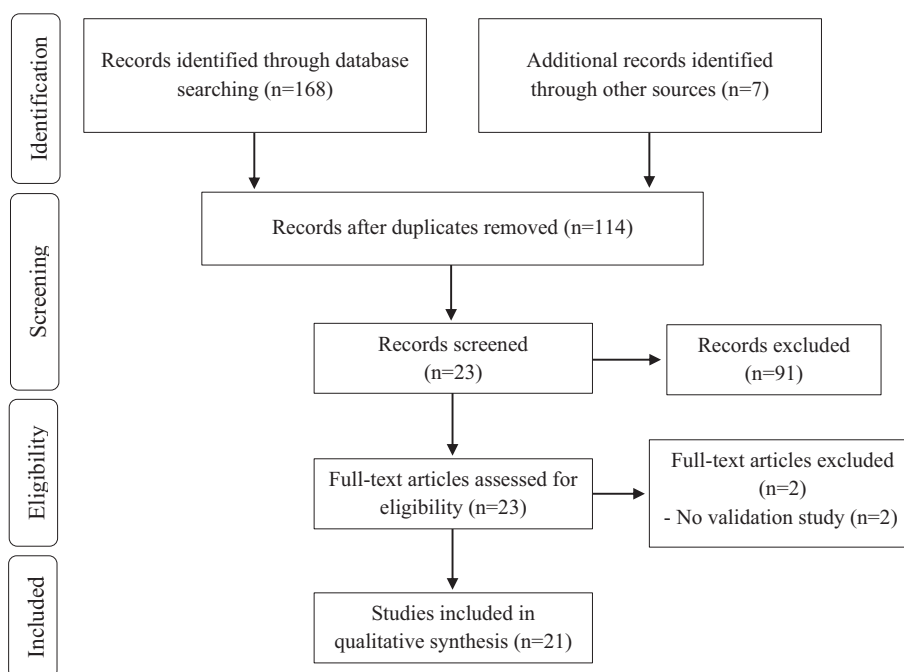 Identification
Records identified through database
searching (n=168)
Additional records identified
through other sources (n=7)
Screening
Records after duplicates removed (n=114)
Records screened
(n=23)
Records excluded
(n=91)
Eligibility
Full-text articles assessed for
eligibility (n=23)
Full-text articles excluded
(n=2)
- No validation study (n=2)
Included
Studies included in
qualitative synthesis (n=21)